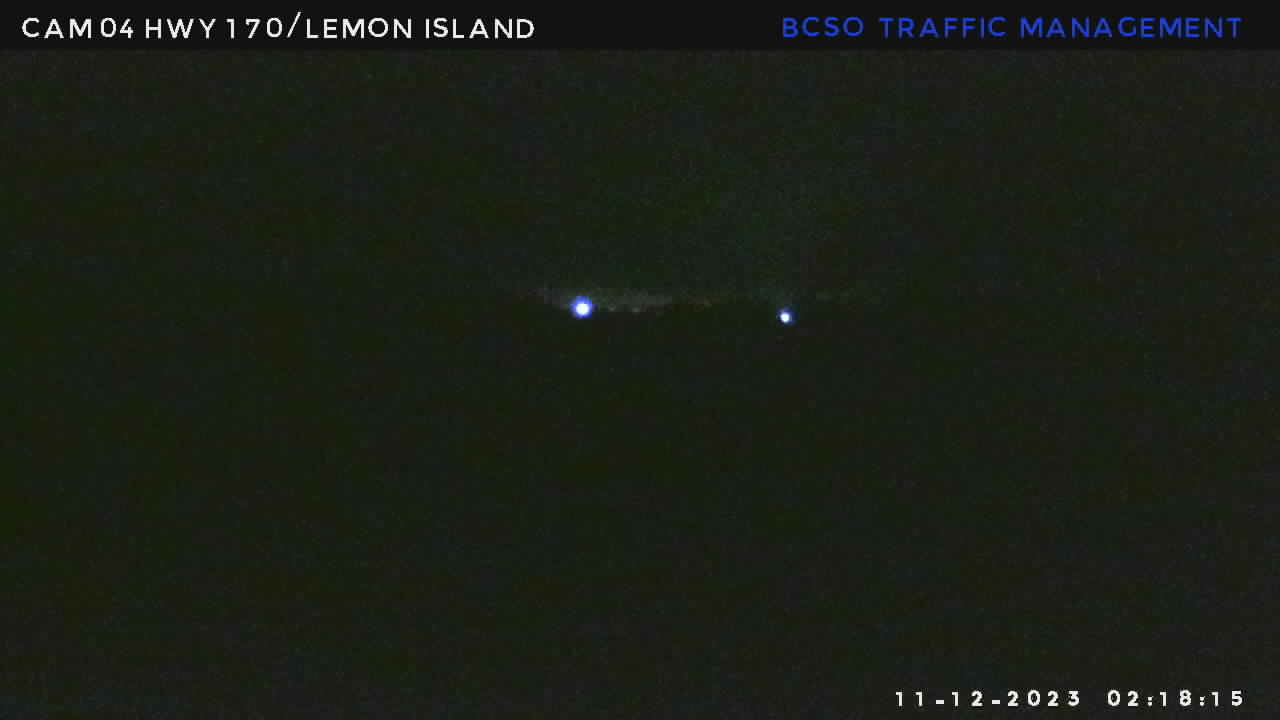 CAM04 HWY 170/LEMON ISLAND
BCSO TRAFFIC MANAGEMENT
11-12-2023 02:18:15